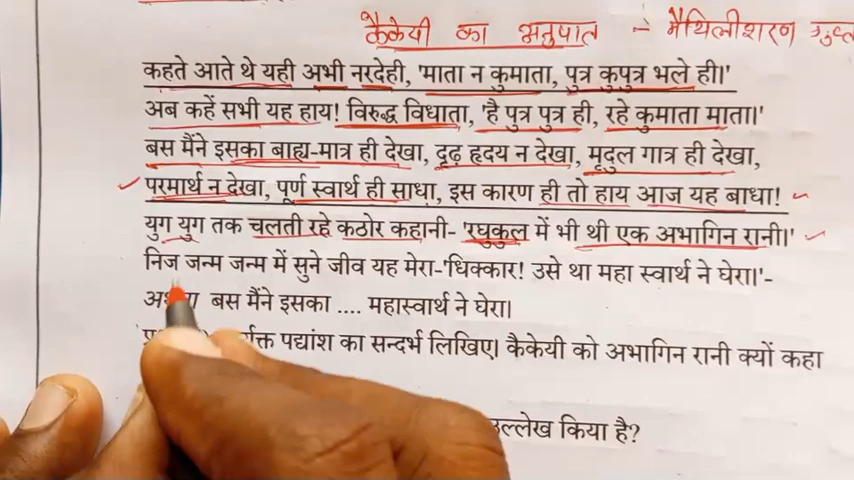 कैकेयी का अनुपात - मैथिलीशरण गुप्त
कहते आते थे यही अभी नरदेही, 'माता न कुमाता, पुत्र कुपुत्र भले ही।'
अब कहें सभी यह हाय! विरुद्ध विधाता, 'है पुत्र पुत्र ही, रहे कुमाता माता।'
बस मैंने इसका बाह्य-मात्र ही देखा, दृढ़ हृदय न देखा, मृदुल गात्र ही देखा,
परमार्थ न देखा, पूर्ण स्वार्थ ही साधा, इस कारण ही तो हाय आज यह बाधा!
युग युग तक चलती रहे कठोर कहानी- 'रघुकुल में भी थी एक अभागिन रानी।'
निज जन्म जन्म में सुने जीव यह मेरा-'धिक्कार! उसे था महा स्वार्थ ने घेरा।'-
बस मैंने इसका .... महास्वार्थ ने घेरा।
पद्यांश का सन्दर्भ लिखिए। कैकेयी को अभागिन रानी क्यों कहा
उल्लेख किया है?